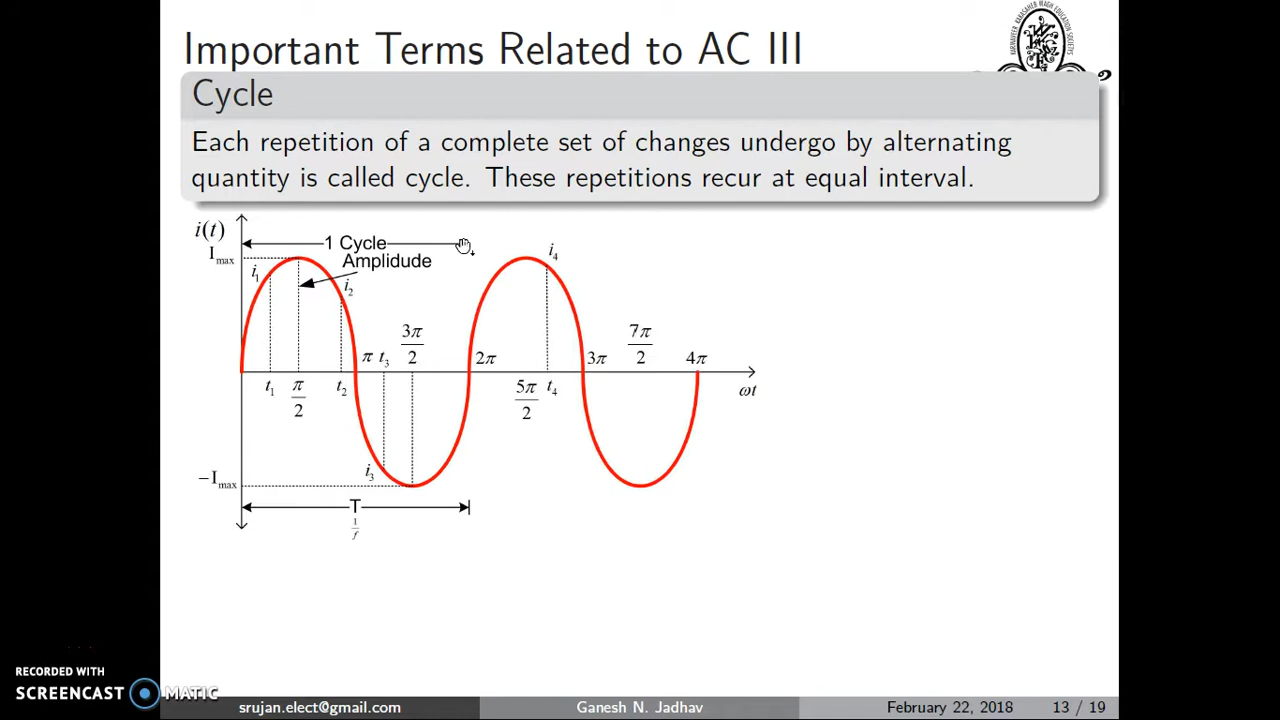 Important Terms Related to AC III
Cycle
Each repetition of a complete set of changes undergo by alternating
quantity is called cycle. These repetitions recur at equal interval.
i(t)
1 Cycle
Amplidude
Imax
i1
i2
i4
π
t3
3π
2
2π
3π
7π
2
4π
t1
π
2
t2
5π
2
t4
ωt
i3
−Imax
T
1
f
RECORDED WITH
SCREENCAST MATIC
srujan.elect@gmail.com
Ganesh N. Jadhav
February 22, 2018
13 / 19